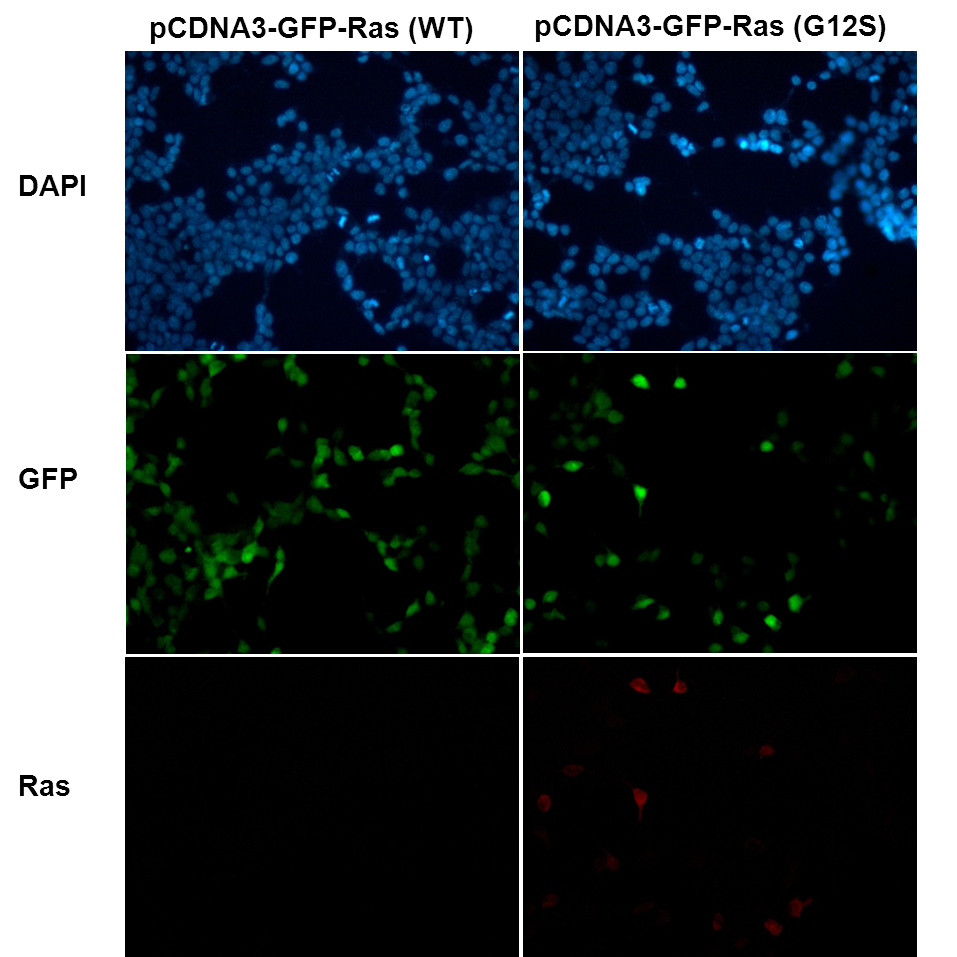 pCDNA3-GFP-Ras (WT)
pCDNA3-GFP-Ras (G12S)
DAPI
GFP
Ras